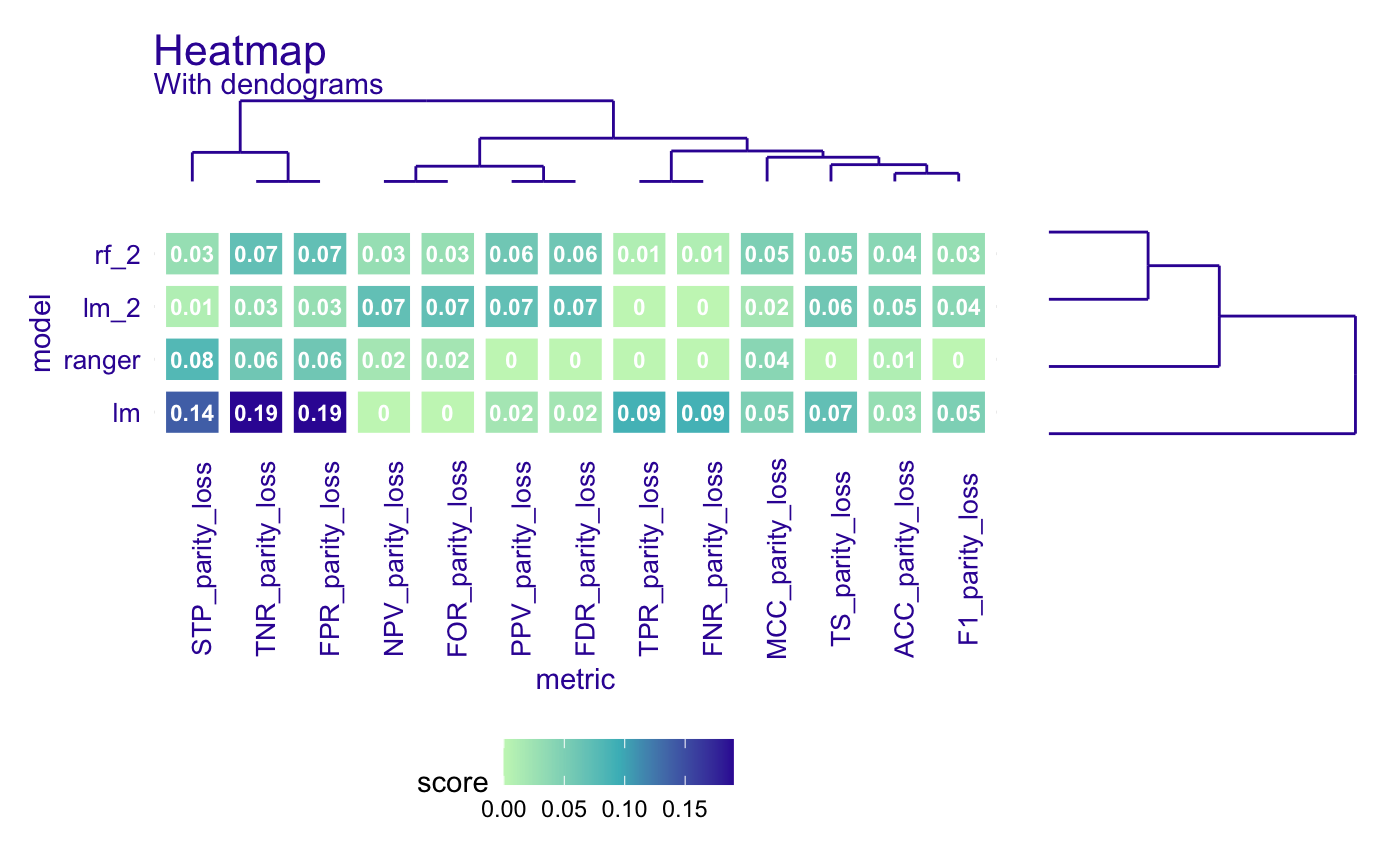 Heatmap
With dendograms
rf_2 0.03 0.07 0.07 0.03 0.03 0.06 0.06 0.01 0.01 0.05 0.05 0.04 0.03
lm_2 0.01 0.03 0.03 0.07 0.07 0.07 0.07 0 0 0.02 0.06 0.05 0.04
ranger 0.08 0.06 0.06 0.02 0.02 0 0 0 0 0.04 0 0.01 0
lm 0.14 0.19 0.19 0 0 0.02 0.02 0.09 0.09 0.05 0.07 0.03 0.05
model
STP_parity_loss
TNR_parity_loss
FPR_parity_loss
NPV_parity_loss
FOR_parity_loss
PPV_parity_loss
FDR_parity_loss
TPR_parity_loss
FNR_parity_loss
MCC_parity_loss
TS_parity_loss
ACC_parity_loss
F1_parity_loss
metric
score
0.00 0.05 0.10 0.15